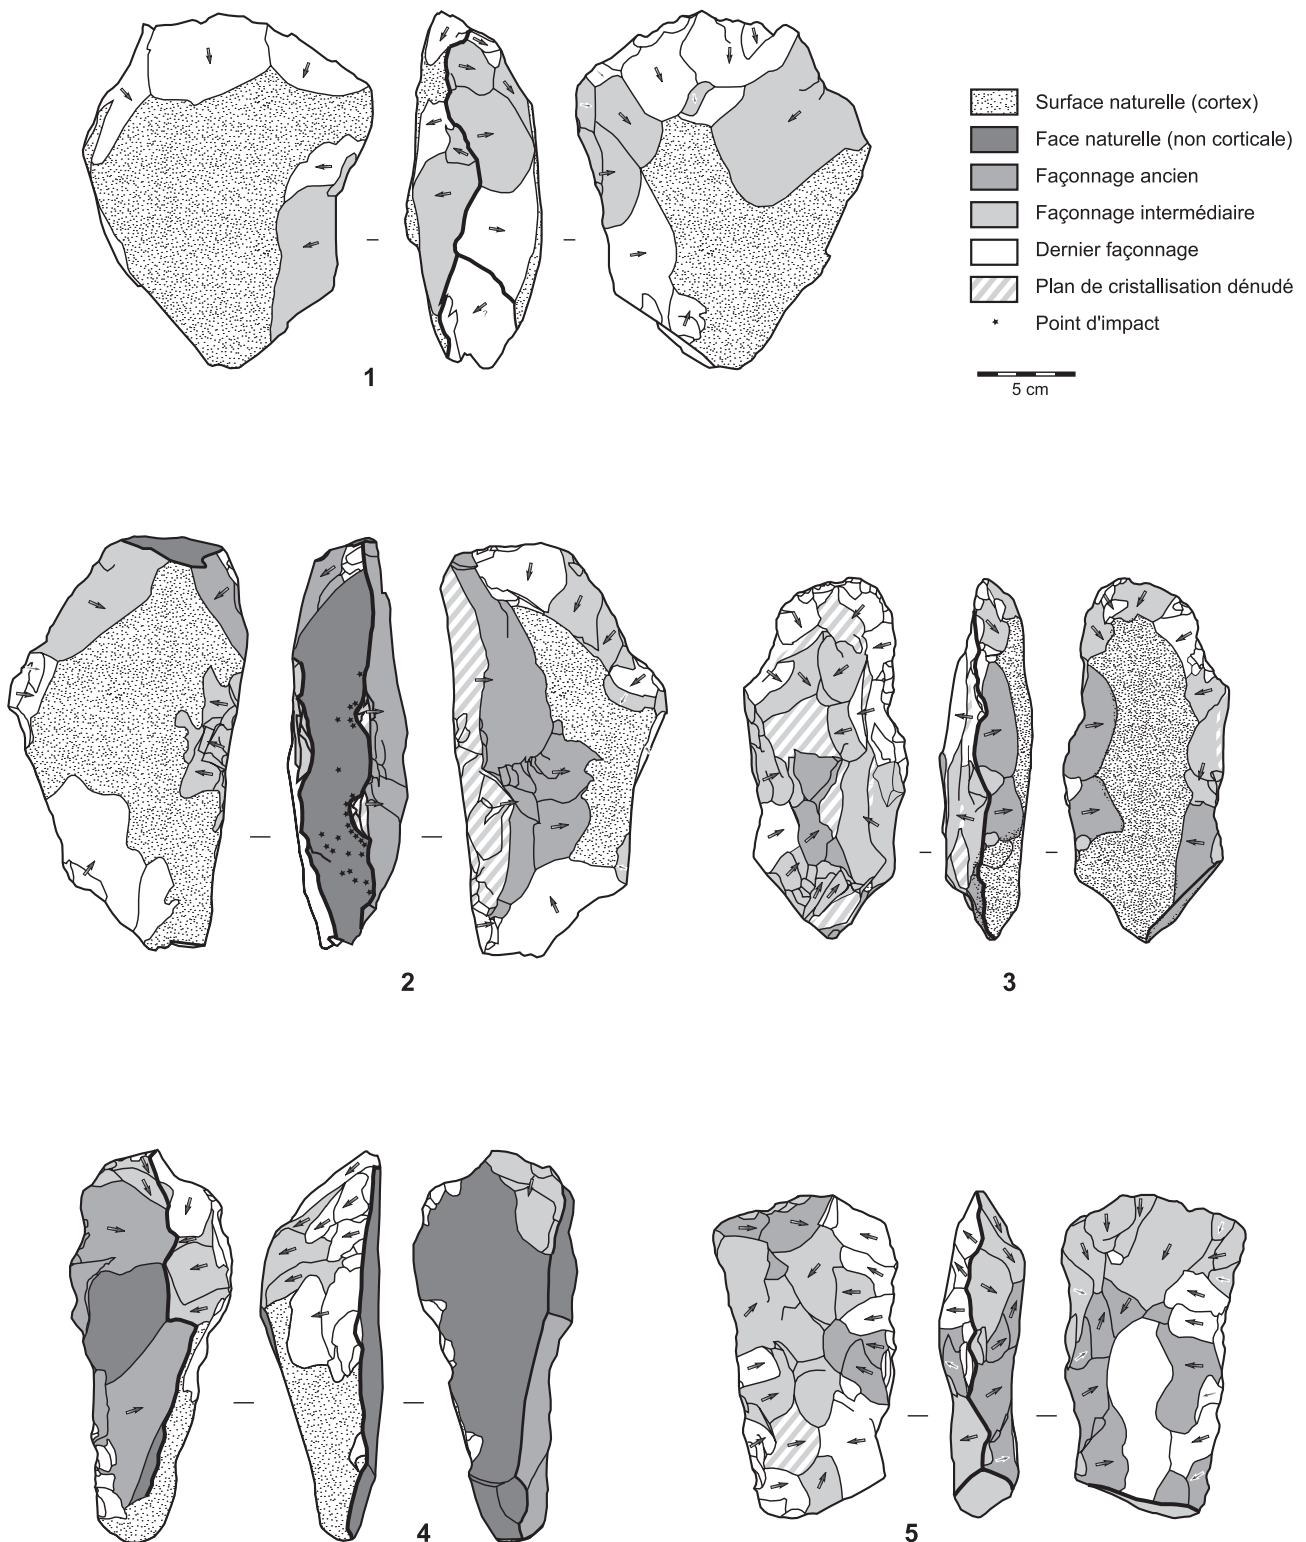 Surface naturelle (cortex)
Face naturelle (non corticale)
Façonnage ancien
Façonnage intermédiaire
Dernier façonnage
Plan de cristallisation dénudé
Point d'impact
5 cm
1
2
3
4
5